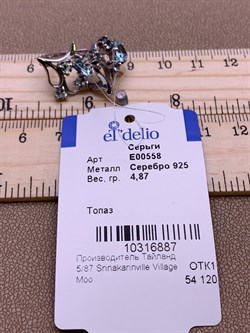 el'delio
Серьги
Арт E00558
Металл Серебро 925
Вес, гр. 4,87
Топаз
10316887
Производитель Тайланд
5/87 Srinakarinville Village
Moo
ОТК1
54 120